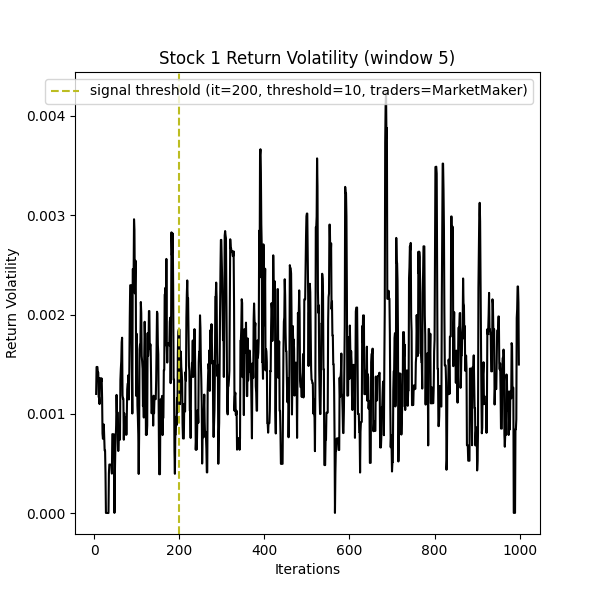 Stock 1 Return Volatility (window 5)
signal threshold (it=200, threshold=10, traders=MarketMaker)
0.004
0.003
0.002
0.001
0.000
Return Volatility
0 200 400 600 800 1000
Iterations